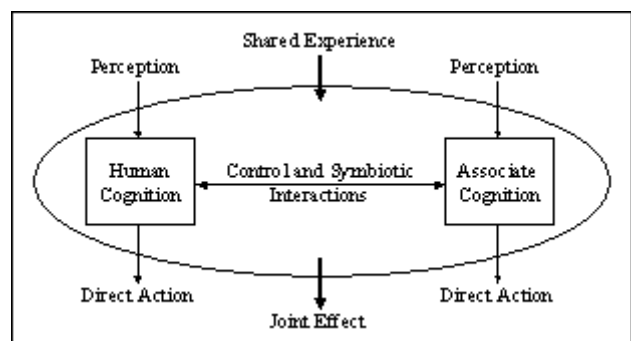 Shared Experience
Perception
Perception
Human
Cognition
Control and Symbiotic
Interactions
Associate
Cognition
Direct Action
Direct Action
Joint Effect